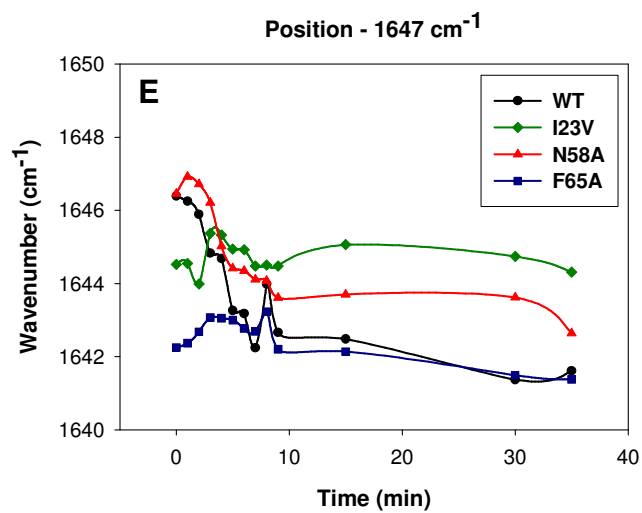 Position - 1647 cm⁻¹
E
WT
I23V
N58A
F65A
Wavenumber (cm⁻¹)
1650
1648
1646
1644
1642
1640
0 10 20 30 40
Time (min)